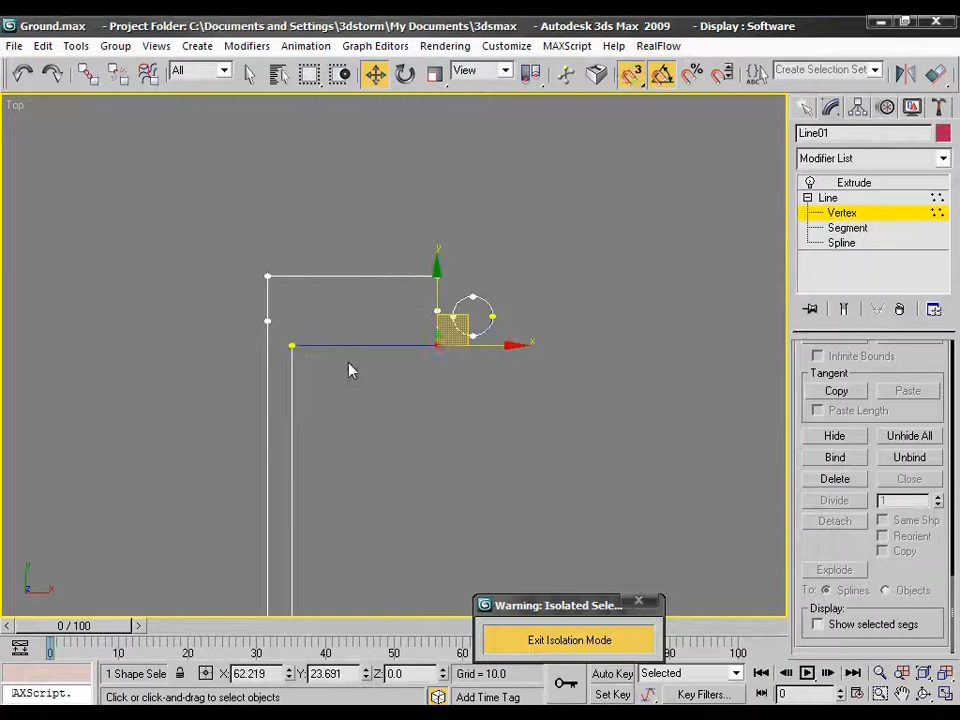 Ground.max - Project Folder: C:\Documents and Settings\3dstorm\My Documents\3dsmax - Autodesk 3ds Max 2009 - Display : Software
File Edit Tools Group Views Create Modifiers Animation Graph Editors Rendering Customize MAXScript Help RealFlow
All View Create Selection Set
Top
Line01
Modifier List
Extrude
Line
Vertex
Segment
Spline
y
x
Infinite Bounds
Tangent
Copy Paste
Paste Length
Hide Unhide All
Bind Unbind
Delete Close
Divide 1
Detach Same Shp
Reorient
Copy
Explode
To: Splines Objects
Display:
Show selected segs
y
z x
Warning: Isolated Sele...
Exit Isolation Mode
0 / 100
0 10 20 30 40 50 60 70 80 90 100
1 Shape Sele X: 62.219 Y: 23.691 Z: 0.0 Grid = 10.0 Auto Key Selected
AXScript. Click or click-and-drag to select objects Add Time Tag Set Key Key Filters... 0